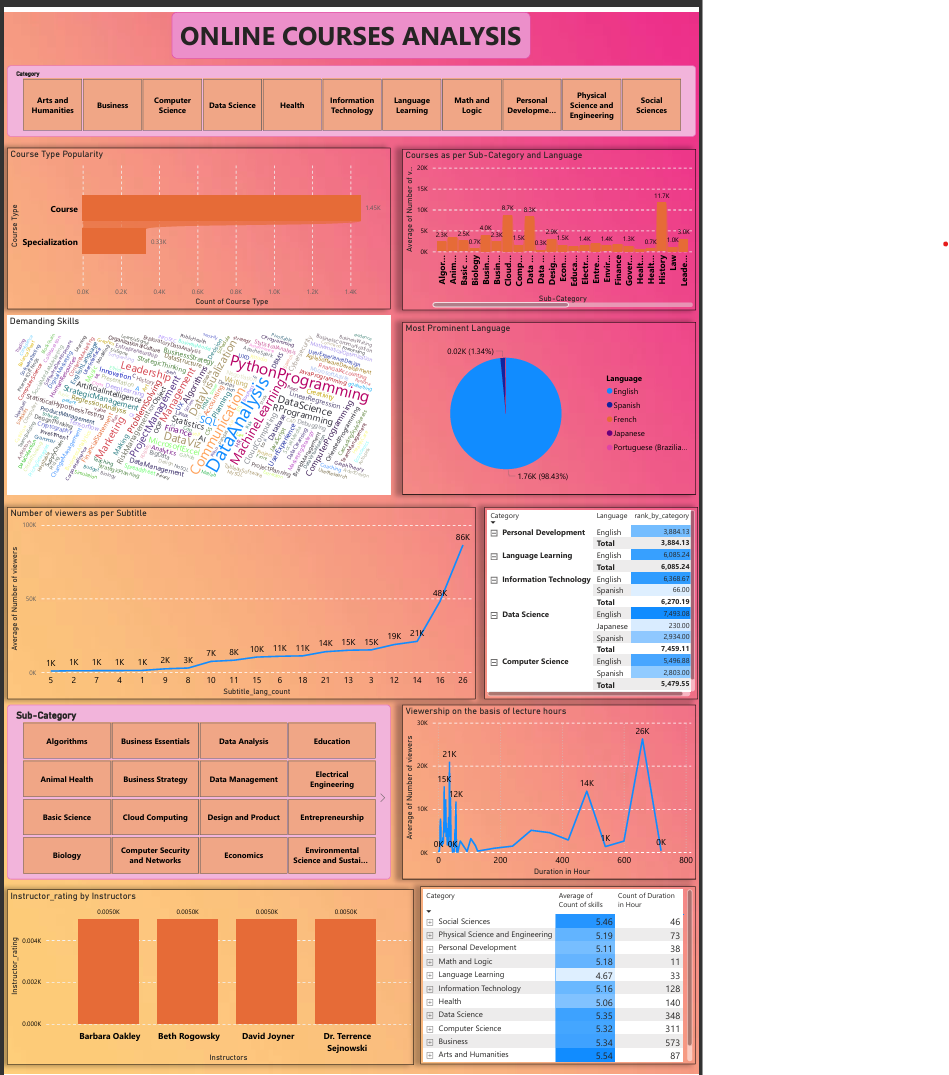 ONLINE COURSES ANALYSIS
Category
Arts and Humanities
Business
Computer Science
Data Science
Health
Information Technology
Language Learning
Math and Logic
Personal Developme...
Physical Science and Engineering
Social Sciences
Course Type Popularity
Course Type
Course
1.45K
Specialization
0.33K
0.0K 0.2K 0.4K 0.6K 0.8K 1.0K 1.2K 1.4K
Count of Course Type
Courses as per Sub-Category and Language
Average of Number of v...
20K
15K
10K
5K
0K
2.3K 2.5K 0.7K 4.0K 2.3K 8.7K 1.5K 8.3K 0.3K 2.9K 1.5K 1.4K 1.4K 1.3K 0.7K 11.7K 1.0K 3.0K
Algor... Anim... Basic ... Biology Busin... Busin... Cloud... Comp... Data ... Data ... Desig... Econ... Educa... Electr... Entre... Envir... Finance Gover... Healt... Healt... History Law Leade...
Sub-Category
Demanding Skills
PythonProgramming
DataAnalysis
MachineLearning
Communication
DataVisualization
DataScience
RProgramming
ComputerProgramming
ProjectManagement
Management
Leadership
Marketing
ProblemSolving
StrategicManagement
ArtificialIntelligence
Algorithms
Statistics
Finance
Innovation
StrategicThinking
RegressionAnalysis
StatisticalHypothesisTesting
DataManagement
Most Prominent Language
0.02K (1.34%)
1.76K (98.43%)
Language
English
Spanish
French
Japanese
Portuguese (Brazilia...
Number of viewers as per Subtitle
Average of Number of viewers
100K
50K
0K
1K 1K 1K 1K 1K 2K 3K 7K 8K 10K 11K 11K 14K 15K 15K 19K 21K 48K 86K
5 2 7 4 1 9 8 10 11 15 6 18 21 13 3 12 14 16 26
Subtitle_lang_count
Category Language rank_by_category
Personal Development English 3,884.13
Total 3,884.13
Language Learning English 6,085.24
Total 6,085.24
Information Technology English 6,368.67
Spanish 66.00
Total 6,270.19
Data Science English 7,493.08
Japanese 230.00
Spanish 2,934.00
Total 7,459.11
Computer Science English 5,496.88
Spanish 2,803.00
Total 5,479.55
Sub-Category
Algorithms
Business Essentials
Data Analysis
Education
Animal Health
Business Strategy
Data Management
Electrical Engineering
Basic Science
Cloud Computing
Design and Product
Entrepreneurship
Biology
Computer Security and Networks
Economics
Environmental Science and Sustai...
Viewership on the basis of lecture hours
Average of Number of viewers
30K
20K
10K
0K
0K 15K 21K 0K 12K 14K 1K 26K 0K
0 200 400 600 800
Duration in Hour
Instructor_rating by Instructors
Instructor_rating
0.004K
0.002K
0.000K
0.0050K 0.0050K 0.0050K 0.0050K
Barbara Oakley
Beth Rogowsky
David Joyner
Dr. Terrence Sejnowski
Instructors
Category Average of Count of skills Count of Duration in Hour
Social Sciences 5.46 46
Physical Science and Engineering 5.19 73
Personal Development 5.11 38
Math and Logic 5.18 11
Language Learning 4.67 33
Information Technology 5.16 128
Health 5.06 140
Data Science 5.35 348
Computer Science 5.32 311
Business 5.34 573
Arts and Humanities 5.54 87